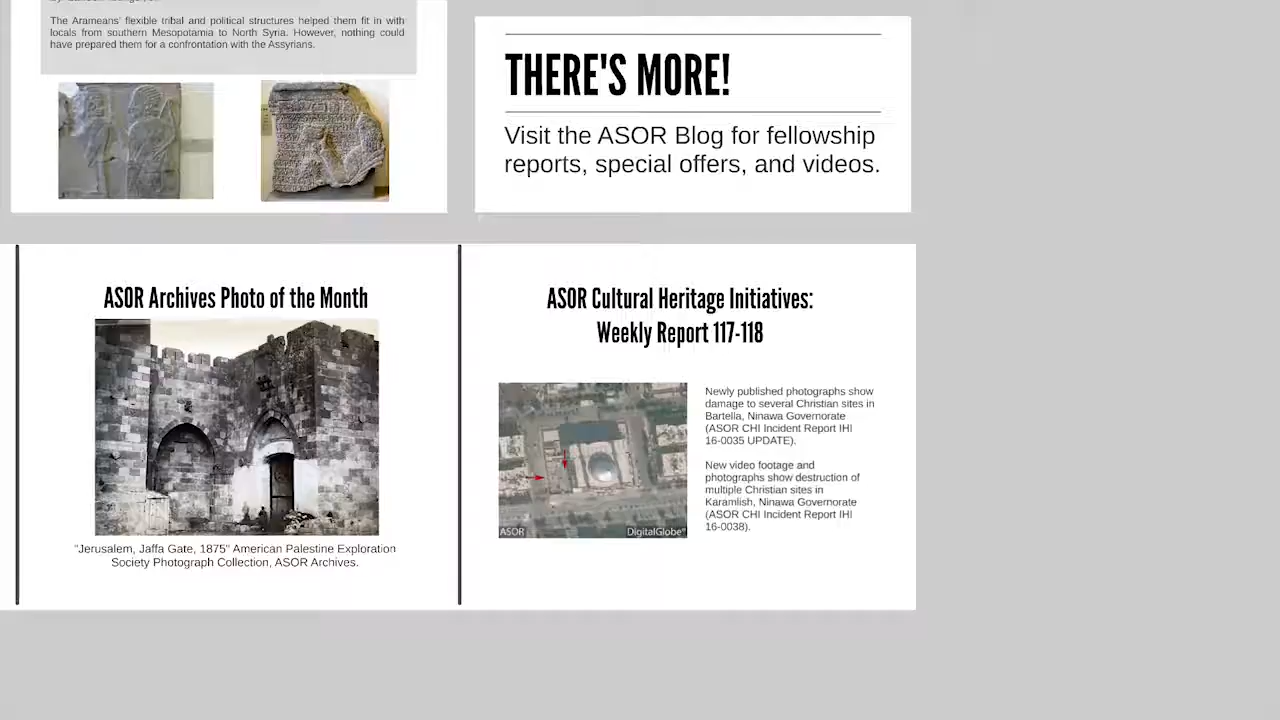 The Arameans' flexible tribal and political structures helped them fit in with
locals from southern Mesopotamia to North Syria. However, nothing could
have prepared them for a confrontation with the Assyrians.
THERE'S MORE!
Visit the ASOR Blog for fellowship
reports, special offers, and videos.
ASOR Archives Photo of the Month
"Jerusalem, Jaffa Gate, 1875" American Palestine Exploration
Society Photograph Collection, ASOR Archives.
ASOR Cultural Heritage Initiatives:
Weekly Report 117-118
ASOR
DigitalGlobe®
Newly published photographs show
damage to several Christian sites in
Bartella, Ninawa Governorate
(ASOR CHI Incident Report IHI
16-0035 UPDATE).
New video footage and
photographs show destruction of
multiple Christian sites in
Karamlish, Ninawa Governorate
(ASOR CHI Incident Report IHI
16-0038).